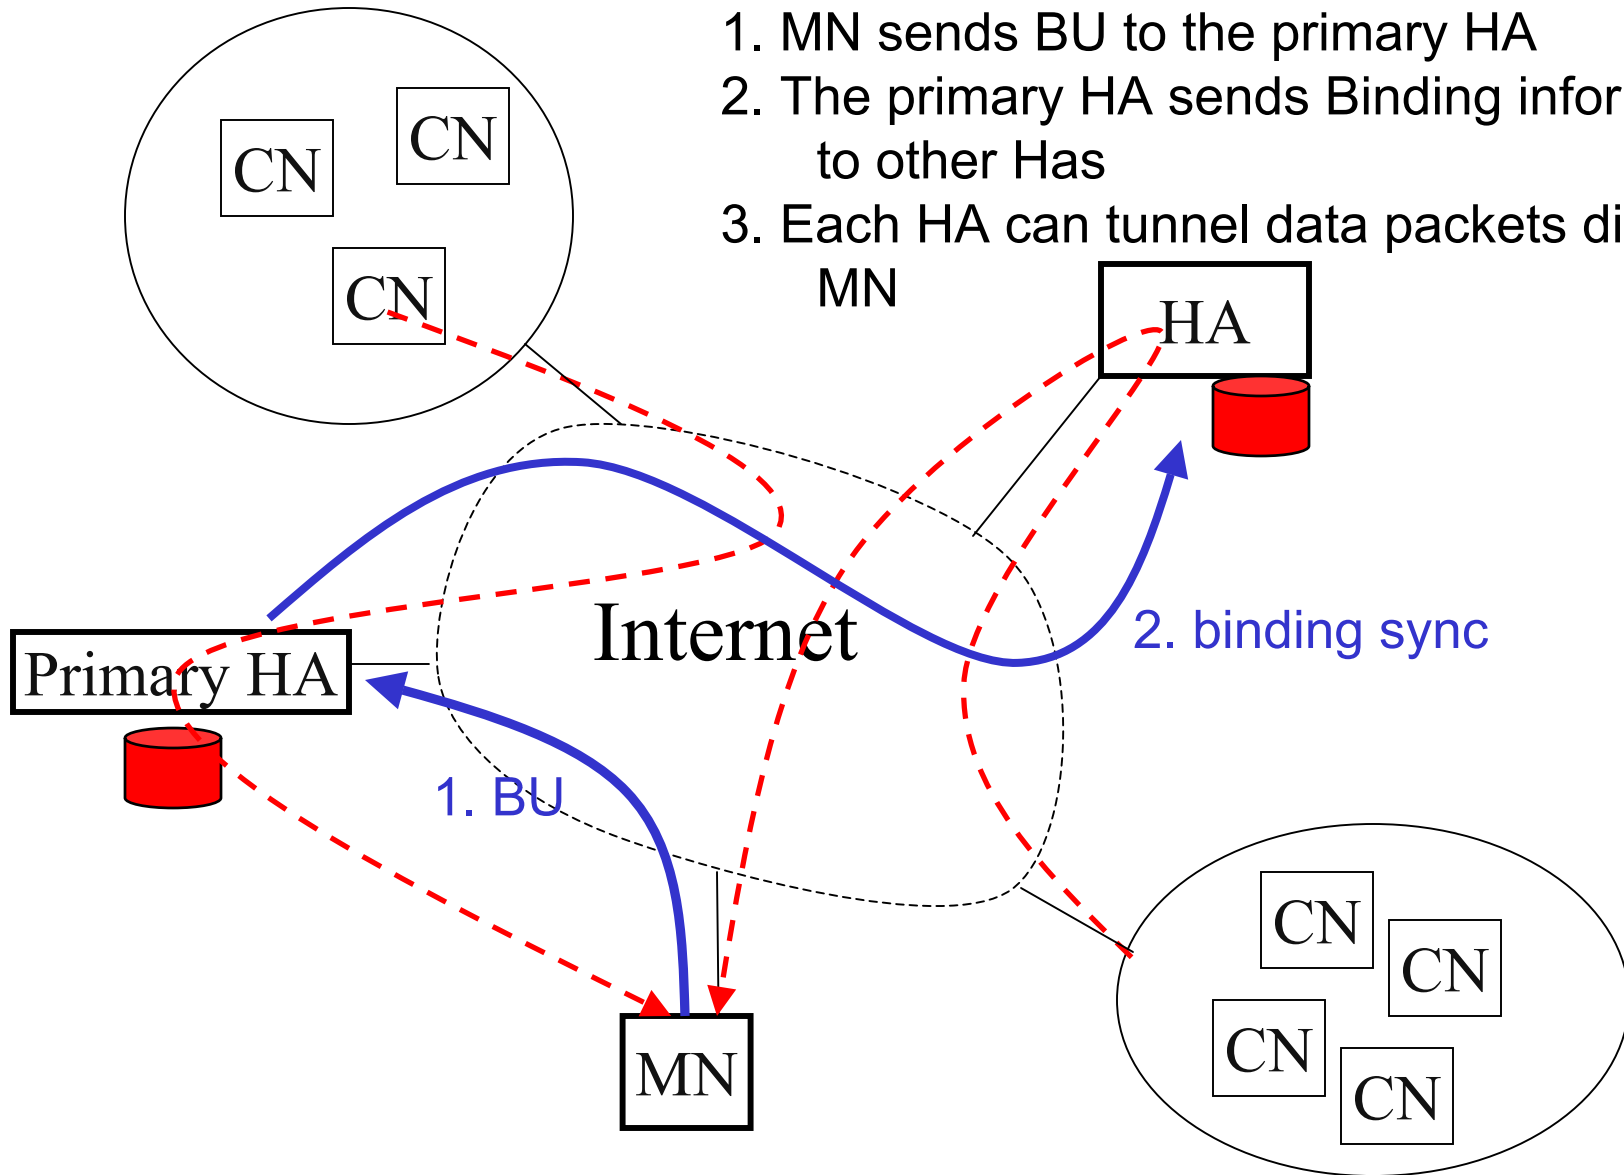 1. MN sends BU to the primary HA
2. The primary HA sends Binding infor
to other Has
3. Each HA can tunnel data packets di
MN
CN
CN
CN
HA
Internet
Primary HA
2. binding sync
1. BU
MN
CN
CN
CN
CN